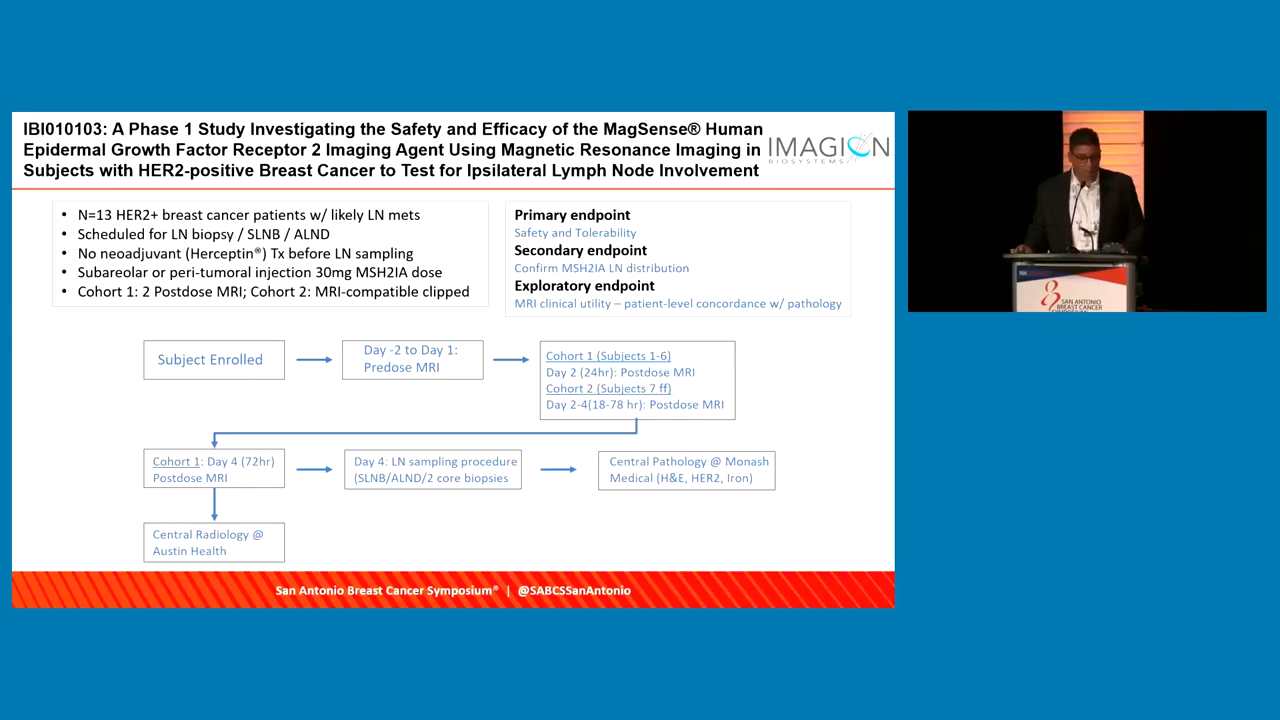 IBI010103: A Phase 1 Study Investigating the Safety and Efficacy of the MagSense® Human
Epidermal Growth Factor Receptor 2 Imaging Agent Using Magnetic Resonance Imaging in
Subjects with HER2-positive Breast Cancer to Test for Ipsilateral Lymph Node Involvement
IMAGION
BIOSYSTEMS
• N=13 HER2+ breast cancer patients w/ likely LN mets
• Scheduled for LN biopsy / SLNB / ALND
• No neoadjuvant (Herceptin®) Tx before LN sampling
• Subareolar or peri-tumoral injection 30mg MSH2IA dose
• Cohort 1: 2 Postdose MRI; Cohort 2: MRI-compatible clipped
Primary endpoint
Safety and Tolerability
Secondary endpoint
Confirm MSH2IA LN distribution
Exploratory endpoint
MRI clinical utility – patient-level concordance w/ pathology
Subject Enrolled
Day -2 to Day 1:
Predose MRI
Cohort 1 (Subjects 1-6)
Day 2 (24hr): Postdose MRI
Cohort 2 (Subjects 7 ff)
Day 2-4(18-78 hr): Postdose MRI
Cohort 1: Day 4 (72hr)
Postdose MRI
Day 4: LN sampling procedure
(SLNB/ALND/2 core biopsies
Central Pathology @ Monash
Medical (H&E, HER2, Iron)
Central Radiology @
Austin Health
San Antonio Breast Cancer Symposium® | @SABCSSanAntonio
SAN ANTONIO
BREAST CANCER
SYMPOSIUM